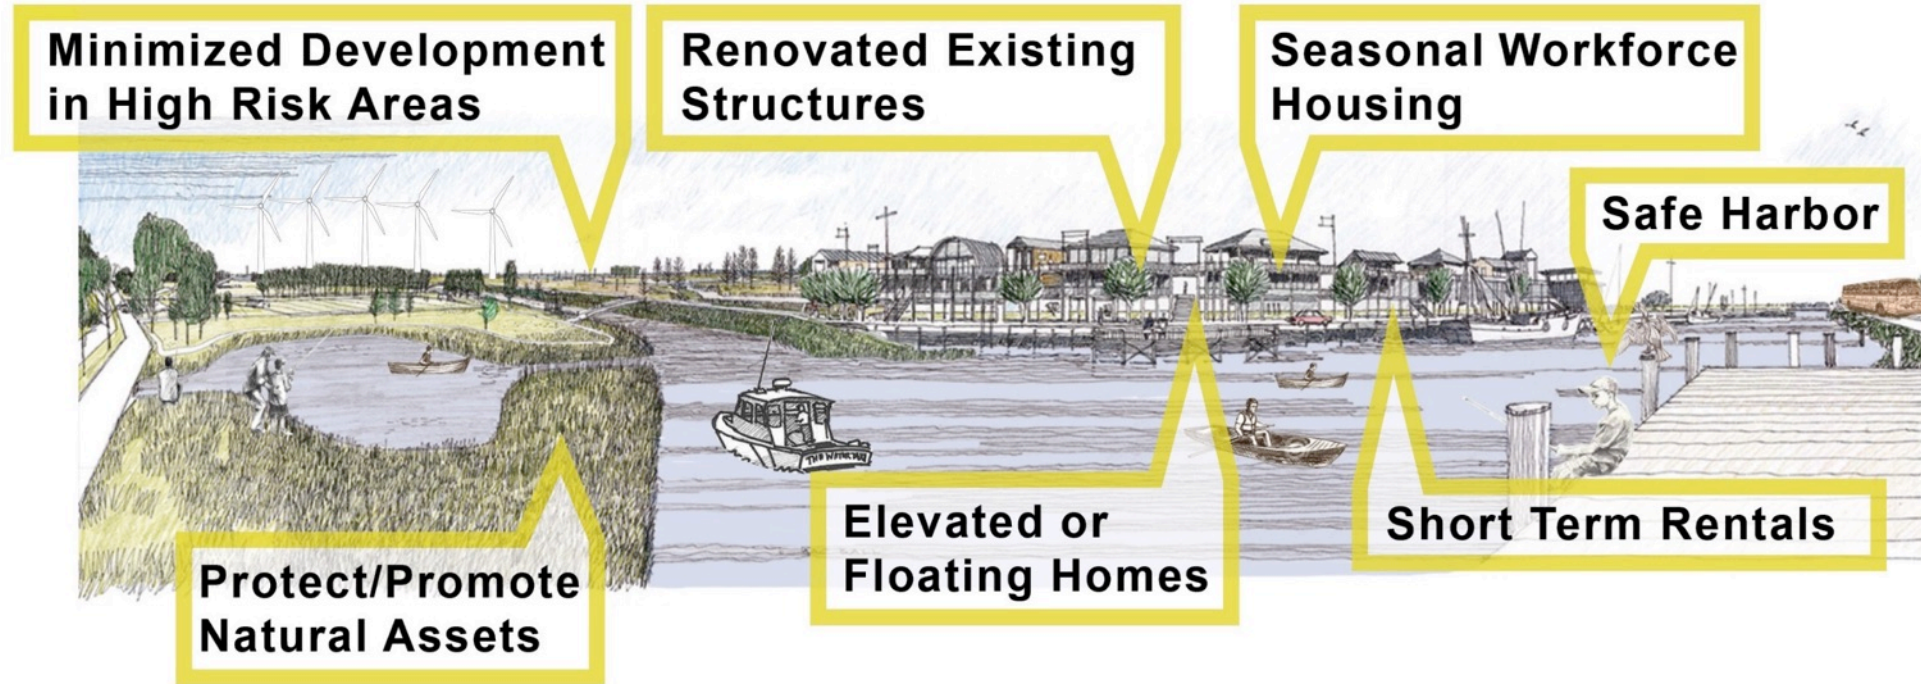 Minimized Development
in High Risk Areas
Renovated Existing
Structures
Seasonal Workforce
Housing
Safe Harbor
Protect/Promote
Natural Assets
Elevated or
Floating Homes
Short Term Rentals